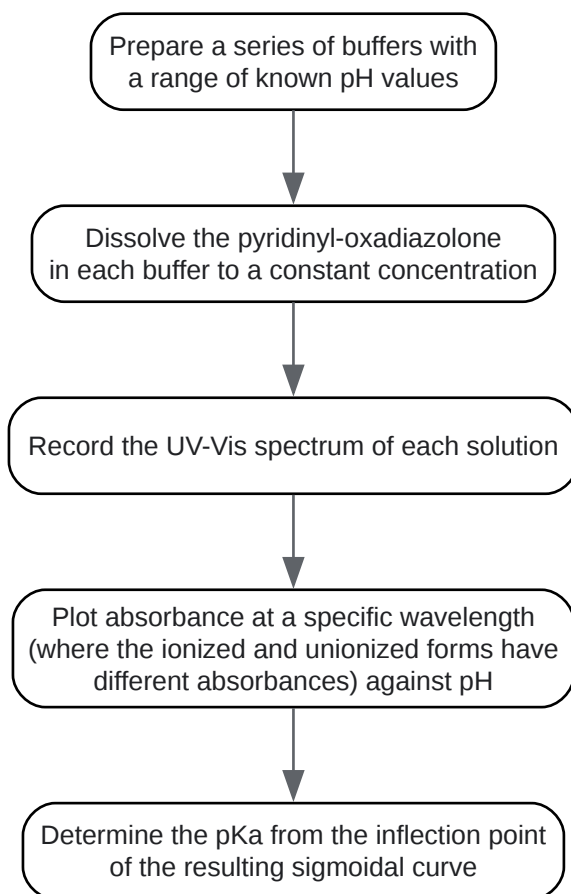 Prepare a series of buffers with
a range of known pH values
Dissolve the pyridinyl-oxadiazolone
in each buffer to a constant concentration
Record the UV-Vis spectrum of each solution
Plot absorbance at a specific wavelength
(where the ionized and unionized forms have
different absorbances) against pH
Determine the pKa from the inflection point
of the resulting sigmoidal curve